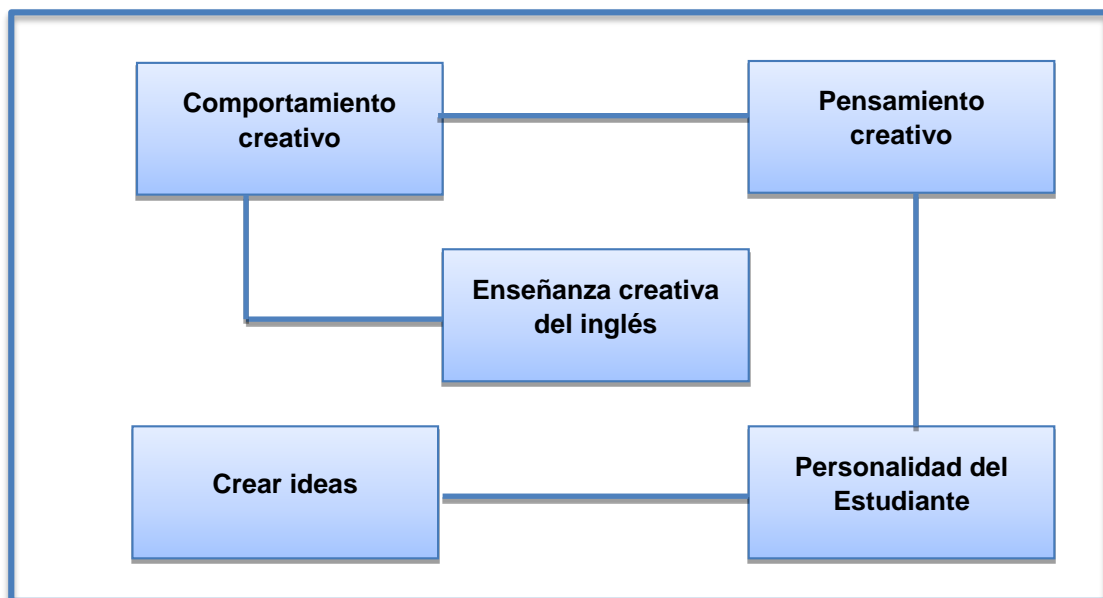 Comportamiento
creativo
Pensamiento
creativo
Enseñanza creativa
del inglés
Crear ideas
Personalidad del
Estudiante